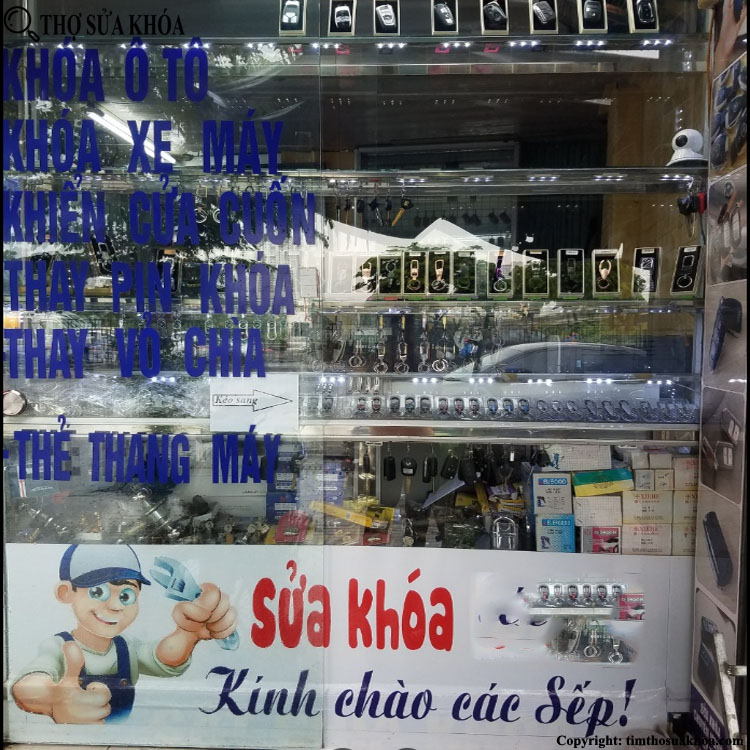 THỢ SỬA KHÓA
KHÓA Ô TÔ
KHÓA XE MÁY
KHIỂN CỬA CUỐN
THAY PIN KHÓA
THAY VỎ CHÌA
Kéo sang
THẺ THANG MÁY
Sửa khóa
Kính chào các Sếp!
Copyright: timthosuakhoa.com